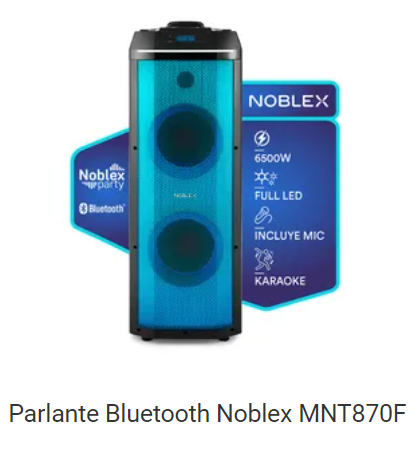 NOBLEX
6500W
FULL LED
INCLUYE MIC
KARAOKE
Noblex
party
Bluetooth
NOBLEX
Parlante Bluetooth Noblex MNT870F